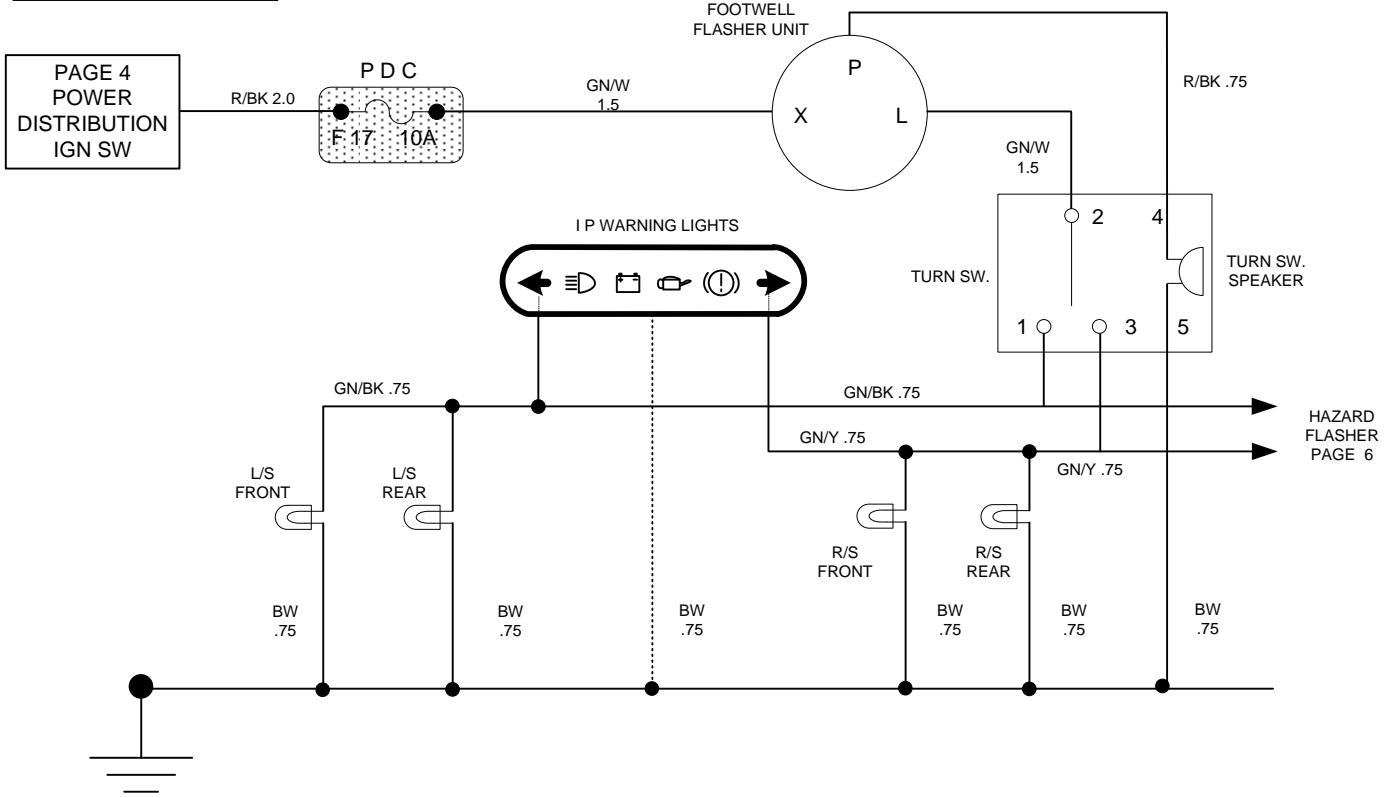 FOOTWELL
FLASHER UNIT
PAGE 4
POWER
DISTRIBUTION
IGN SW
R/BK 2.0
P D C
F 17 10A
GN/W
1.5
X
P
L
R/BK .75
GN/W
1.5
I P WARNING LIGHTS
TURN SW.
2
4
1
3
5
TURN SW.
SPEAKER
GN/BK .75
GN/BK .75
GN/Y .75
GN/Y .75
HAZARD
FLASHER
PAGE 6
L/S
FRONT
L/S
REAR
R/S
FRONT
R/S
REAR
BW
.75
BW
.75
BW
.75
BW
.75
BW
.75
BW
.75